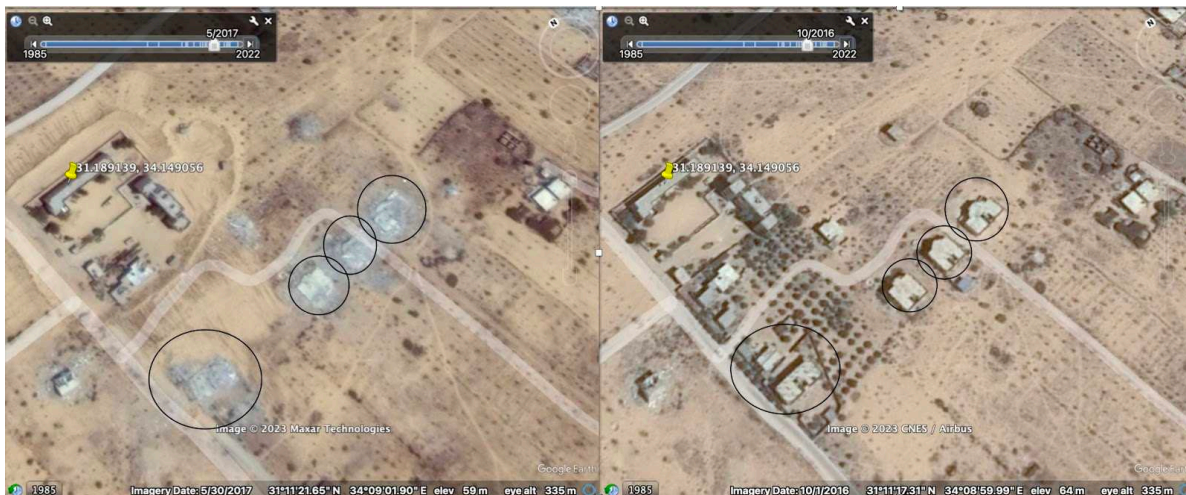 5/2017
1985
2022
N
31.189139, 34.149056
Image © 2023 Maxar Technologies
Google Earth
1985
Imagery Date: 5/30/2017 31°11'21.65" N 34°09'01.90" E elev 59 m eye alt 335 m
10/2016
1985
2022
N
31.189139, 34.149056
Image © 2023 CNES / Airbus
Google Earth
1985
Imagery Date: 10/1/2016 31°11'17.31" N 34°08'59.99" E elev 64 m eye alt 335 m